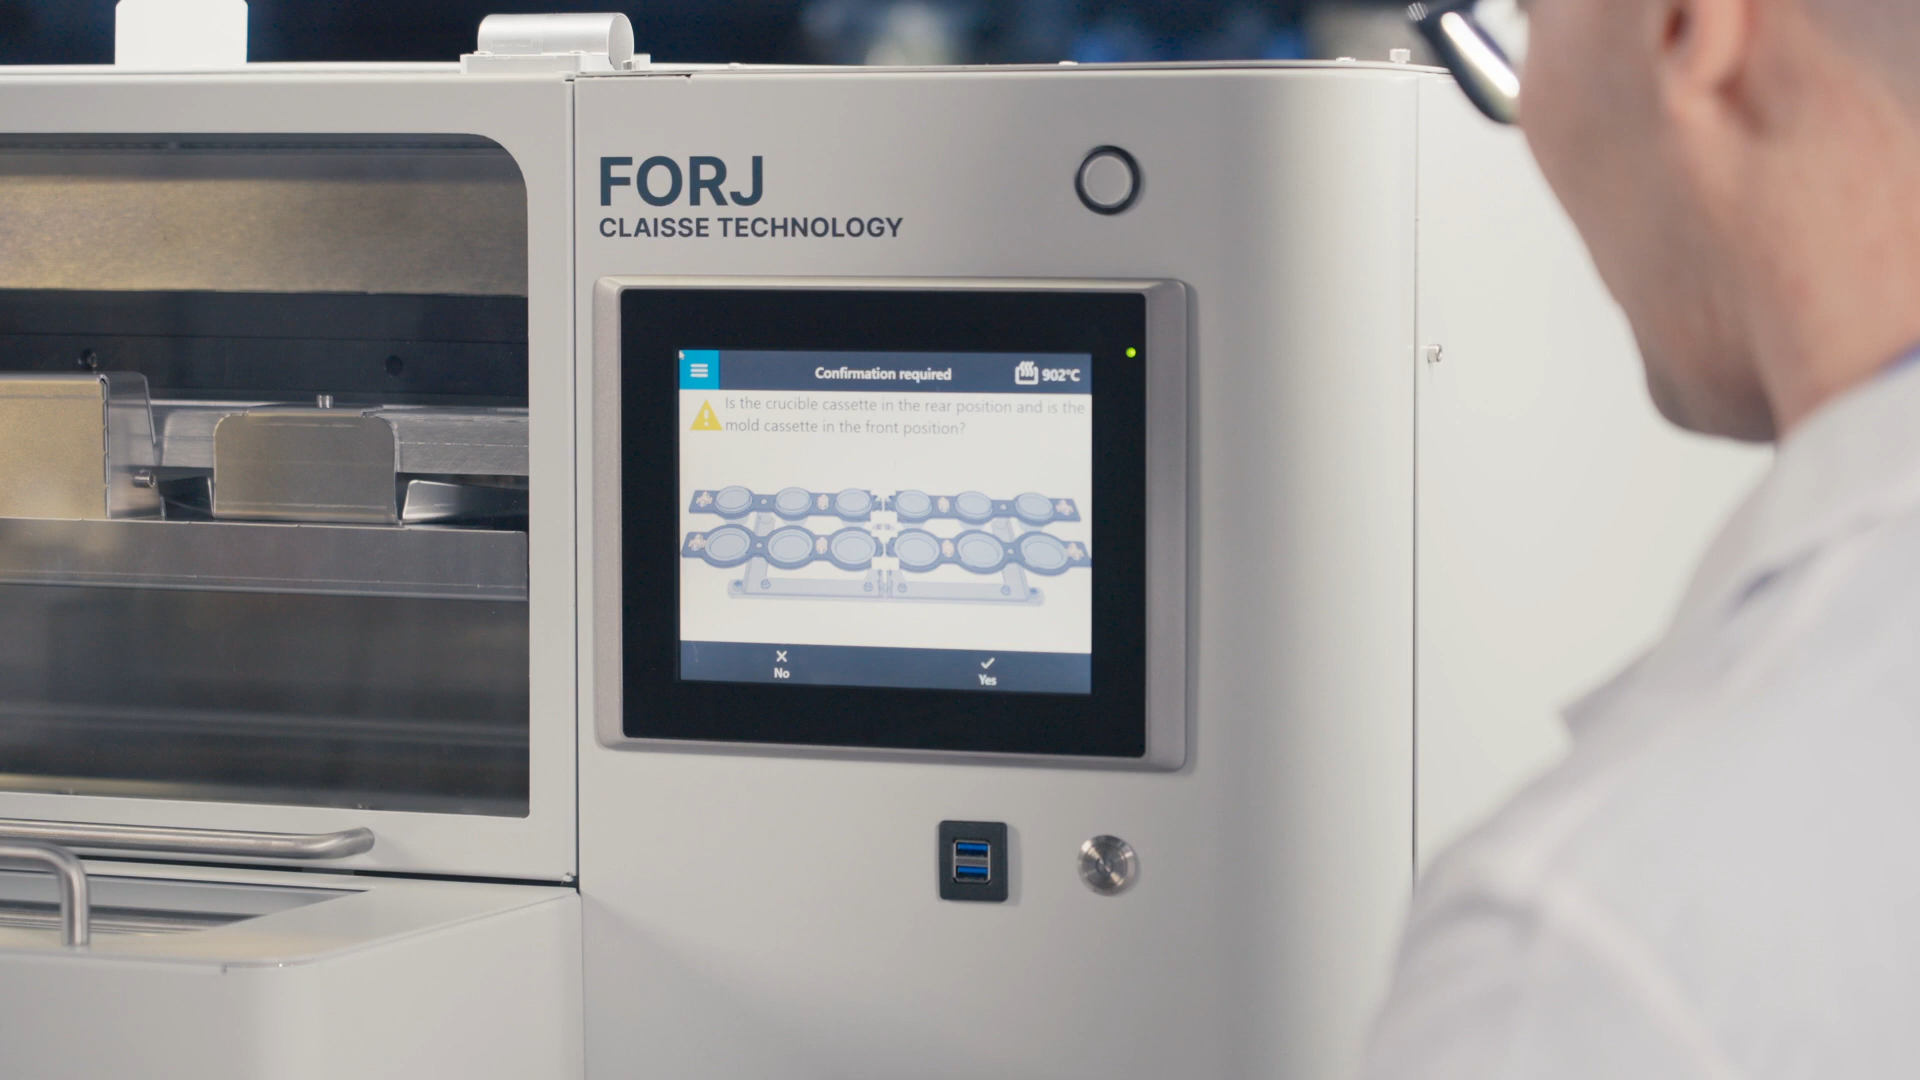 FORJ
CLAISSE TECHNOLOGY
Confirmation required
902°C
Is the crucible cassette in the rear position and is the
mold cassette in the front position?
No
Yes